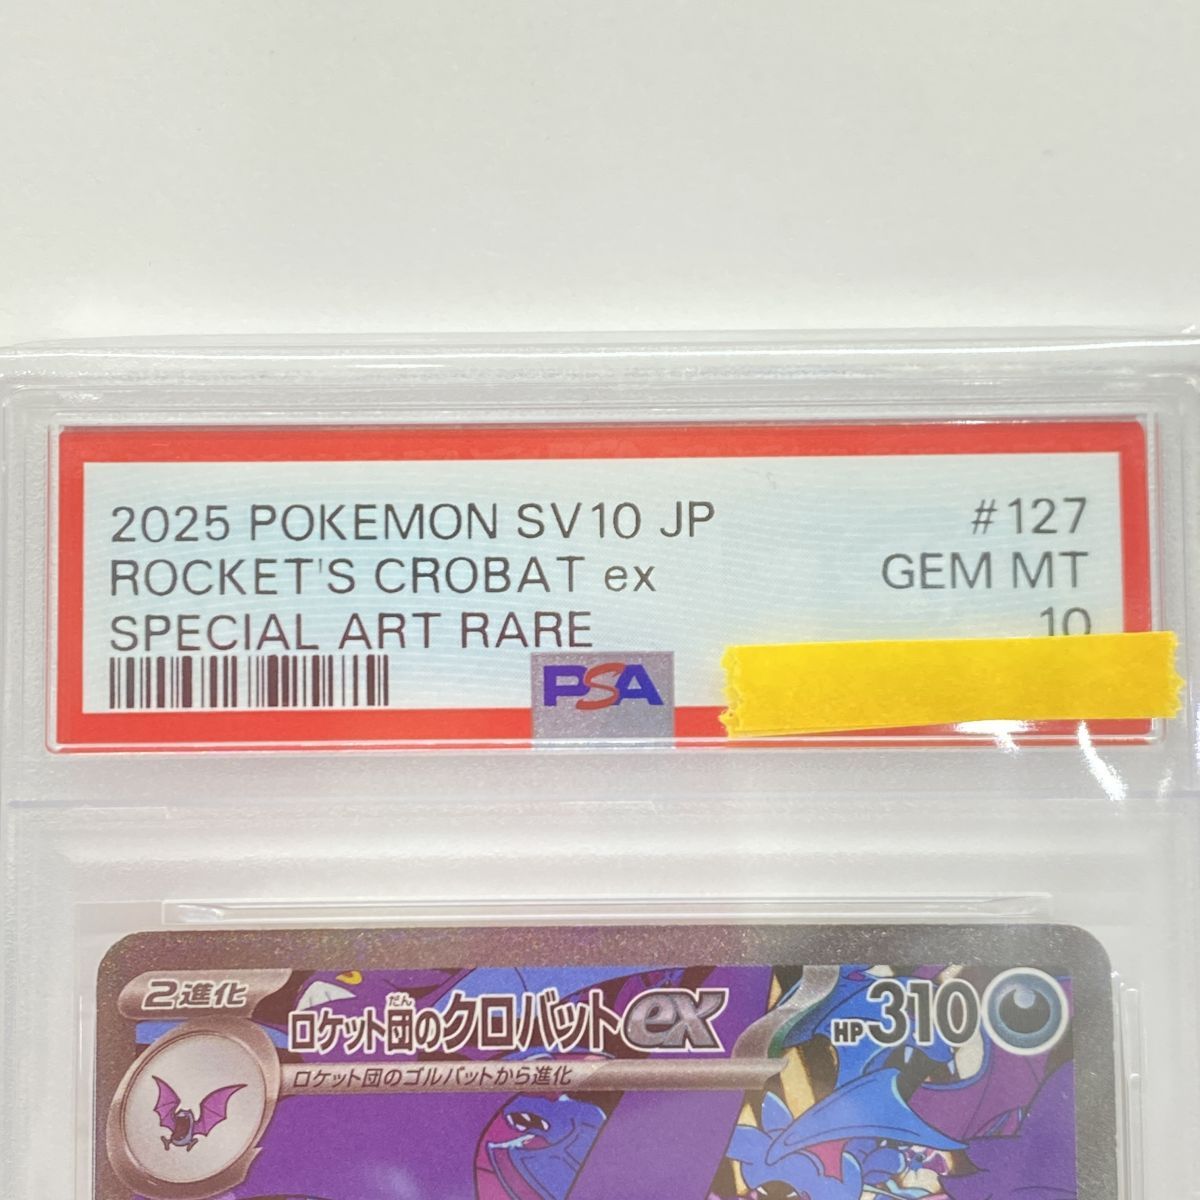 2025 POKEMON SV10 JP #127
ROCKET'S CROBAT ex GEM MT
SPECIAL ART RARE 10
PSA
2進化
だん
ロケット団のクロバットex HP310
ロケット団のゴルバットから進化